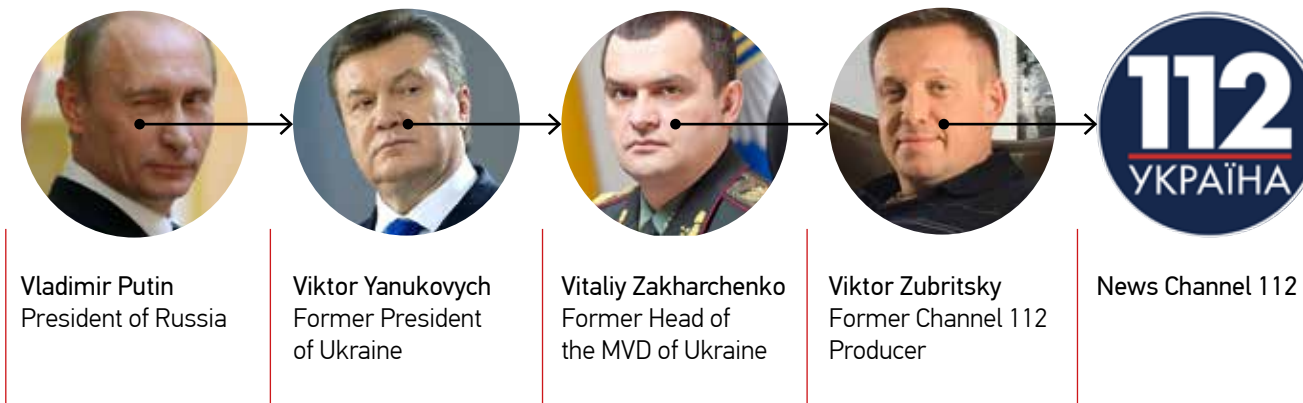 112
УКРАЇНА
Vladimir Putin
President of Russia
Viktor Yanukovych
Former President
of Ukraine
Vitaliy Zakharchenko
Former Head of
the MVD of Ukraine
Viktor Zubritsky
Former Channel 112
Producer
News Channel 112